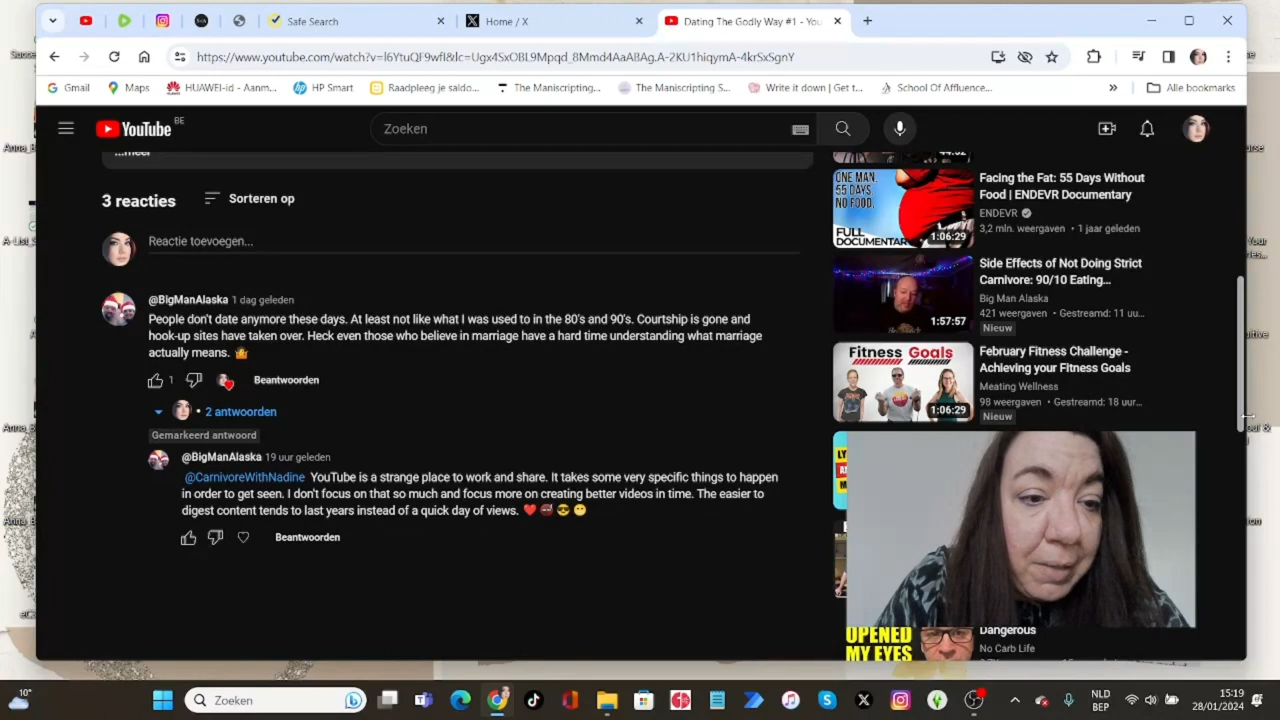 Safe Search
Home / X
Dating The Godly Way #1 - You
https://www.youtube.com/watch?v=l6YtuQF9wfI&lc=Ugx4SxOBL9Mpqd_8Mmd4AaABAg.A-2KU1hiqymA-4krSxSgnY
Gmail
Maps
HUAWEI-id - Aanm...
HP Smart
Raadpleeg je saldo...
The Maniscripting...
The Maniscripting S...
Write it down | Get t...
School Of Affluence...
»
All bookmarks
YouTube BE
Zoeken
...meer
3 reacties
Sorteren op
Reactie toevoegen...
@BigManAlaska 1 dag geleden
People don't date anymore these days. At least not like what I was used to in the 80's and 90's. Courtship is gone and
hook-up sites have taken over. Heck even those who believe in marriage have a hard time understanding what marriage
actually means. 🤷
1
Beantwoorden
• 2 antwoorden
Gemarkeerd antwoord
@BigManAlaska 19 uur geleden
@CarnivoreWithNadine YouTube is a strange place to work and share. It takes some very specific things to happen
in order to get seen. I don't focus on that so much and focus more on creating better videos in time. The easier to
digest content tends to last years instead of a quick day of views.
Beantwoorden
ONE MAN.
55 DAYS.
NO FOOD.
FULL
DOCUMENTAR
1:06:29
Facing the Fat: 55 Days Without
Food | ENDEVR Documentary
ENDEVR
3,2 mln. weergaven • 1 jaar geleden
1:57:57
Side Effects of Not Doing Strict
Carnivore: 90/10 Eating...
Big Man Alaska
421 weergaven • Gestreamd: 11 uu...
Nieuw
Fitness Goals
1:06:29
February Fitness Challenge -
Achieving your Fitness Goals
Meating Wellness
98 weergaven • Gestreamd: 18 uur...
Nieuw
OPENED
MY EYES
Dangerous
No Carb Life
10°
Zoeken
NLD
BEP
15:19
28/01/2024